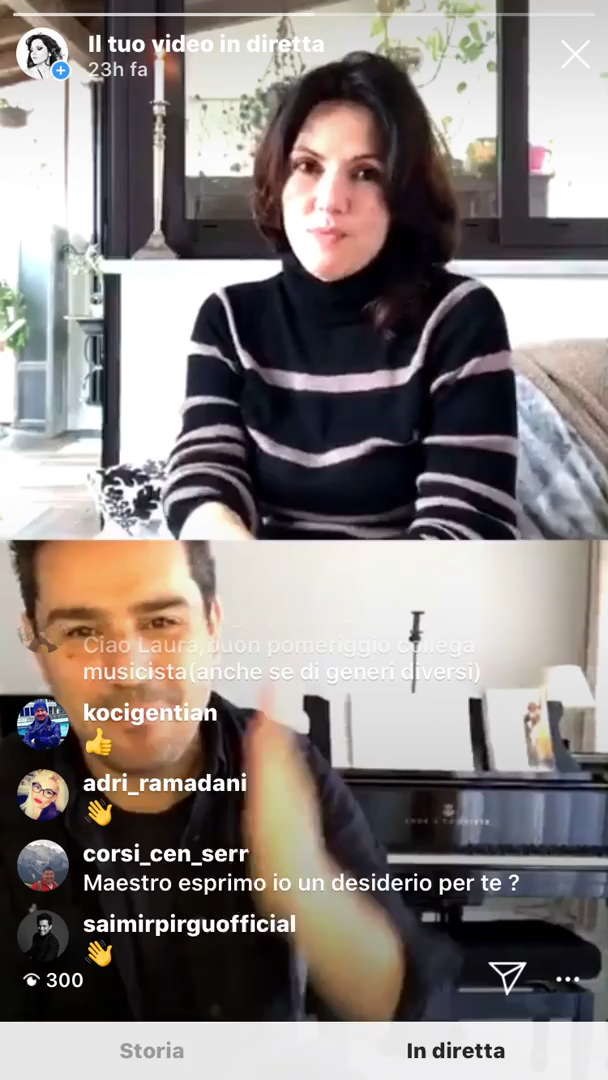 Il tuo video in diretta
23h fa
Ciao Laura,buon pomeriggio collega
musicista(anche se di generi diversi)
kocigentian
👍
adri_ramadani
👋
corsi_cen_serr
Maestro esprimo io un desiderio per te ?
saimirpirguofficial
👋
300
Storia
In diretta